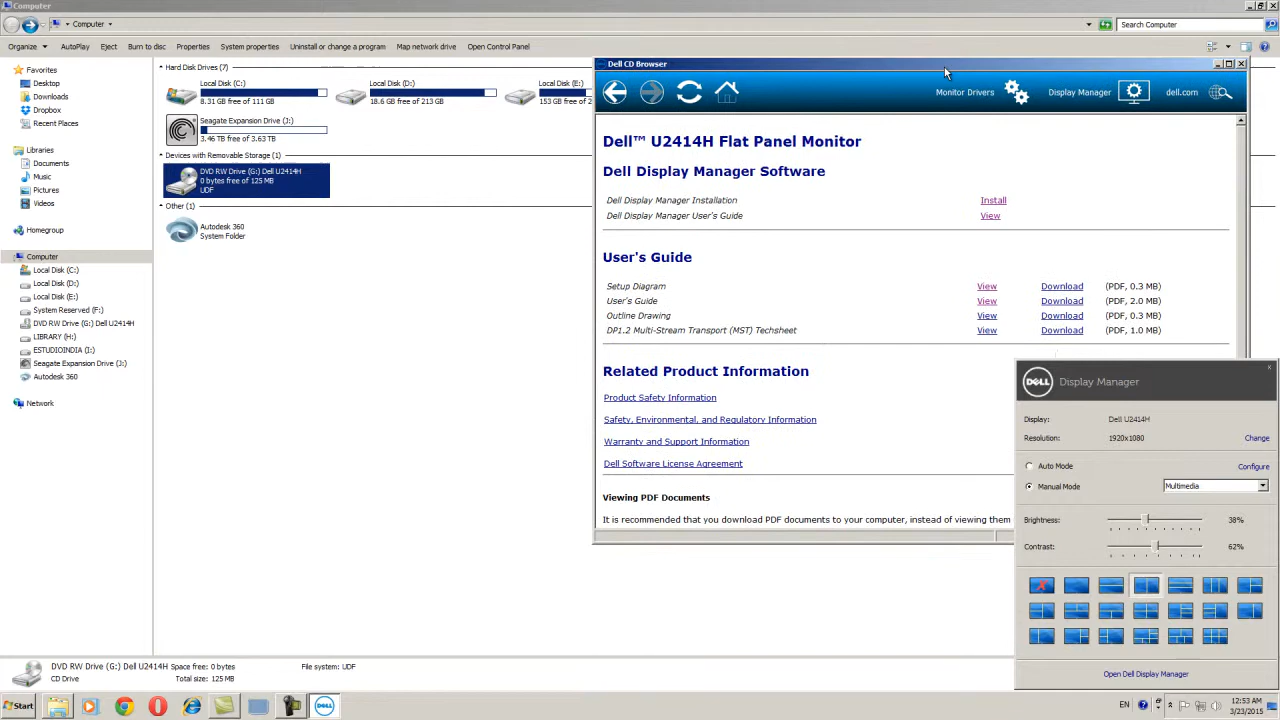 Computer
Computer
Search Computer
Organize AutoPlay Eject Burn to disc Properties System properties Uninstall or change a program Map network drive Open Control Panel
Favorites
Desktop
Downloads
Dropbox
Recent Places
Libraries
Documents
Music
Pictures
Videos
Homegroup
Computer
Local Disk (C:)
Local Disk (D:)
Local Disk (E:)
System Reserved (F:)
DVD RW Drive (G:) Dell U2414H
LIBRARY (H:)
ESTUDIOINDIA (I:)
Seagate Expansion Drive (J:)
Autodesk 360
Network
Hard Disk Drives (7)
Local Disk (C:)
8.31 GB free of 111 GB
Local Disk (D:)
18.6 GB free of 213 GB
Local Disk (E:)
153 GB free of 2
Seagate Expansion Drive (J:)
3.46 TB free of 3.63 TB
Devices with Removable Storage (1)
DVD RW Drive (G:) Dell U2414H
0 bytes free of 125 MB
UDF
Other (1)
Autodesk 360
System Folder
Dell CD Browser
Monitor Drivers Display Manager dell.com
Dell™ U2414H Flat Panel Monitor
Dell Display Manager Software
Dell Display Manager Installation Install
Dell Display Manager User's Guide View
User's Guide
Setup Diagram View Download (PDF, 0.3 MB)
User's Guide View Download (PDF, 2.0 MB)
Outline Drawing View Download (PDF, 0.3 MB)
DP1.2 Multi-Stream Transport (MST) Techsheet View Download (PDF, 1.0 MB)
Related Product Information
Product Safety Information
Safety, Environmental, and Regulatory Information
Warranty and Support Information
Dell Software License Agreement
Viewing PDF Documents
It is recommended that you download PDF documents to your computer, instead of viewing them
DELL Display Manager
Display: Dell U2414H
Resolution: 1920x1080 Change
Auto Mode Configure
Manual Mode Multimedia
Brightness: 38%
Contrast: 62%
Open Dell Display Manager
DVD RW Drive (G:) Dell U2414H Space free: 0 bytes File system: UDF
CD Drive Total size: 125 MB
Start
DELL
EN
12:53 AM
3/23/2015